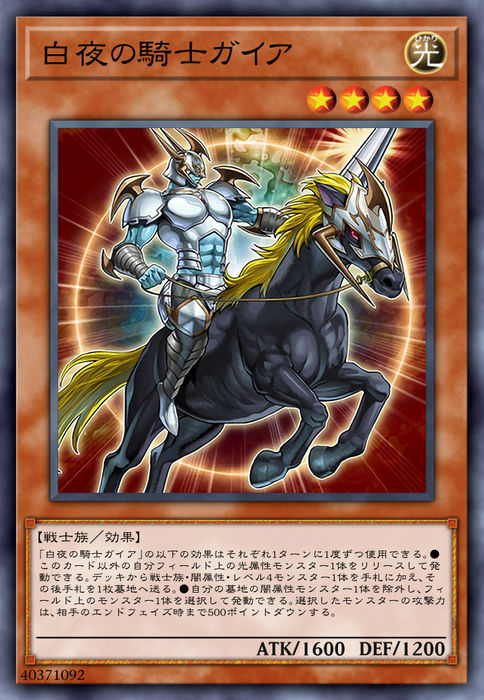 白夜の騎士ガイア
ひかり
光
【戦士族／効果】
「白夜の騎士ガイア」の以下の効果はそれぞれ1ターンに1度ずつ使用できる。●
このカード以外の自分フィールド上の光属性モンスター1体をリリースして発
動できる。デッキから戦士族・闇属性・レベル4モンスター1体を手札に加え、そ
の後手札を1枚墓地へ送る。●自分の墓地の闇属性モンスター1体を除外し、フィ
ールド上のモンスター1体を選択して発動できる。選択したモンスターの攻撃力
は、相手のエンドフェイズ時まで500ポイントダウンする。
ATK/1600 DEF/1200
40371092